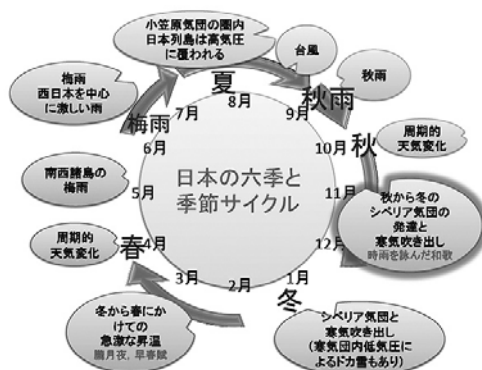 日本の六季と
季節サイクル
小笠原気団の圏内
日本列島は高気圧
に覆われる
台風
秋雨
梅雨
西日本を中心
に激しい雨
夏
秋雨
梅雨
秋
春
冬
7月
8月
9月
6月
10月
5月
11月
4月
12月
3月
2月
1月
周期的
天気変化
南西諸島の
梅雨
秋から冬の
シベリア気団の
発達と
寒気吹き出し
時雨を詠んだ和歌
周期的
天気変化
冬から春にか
けての
急激な昇温
朧月夜，早春賦
シベリア気団と
寒気吹き出し
(寒気団内低気圧に
よるドカ雪もあり)